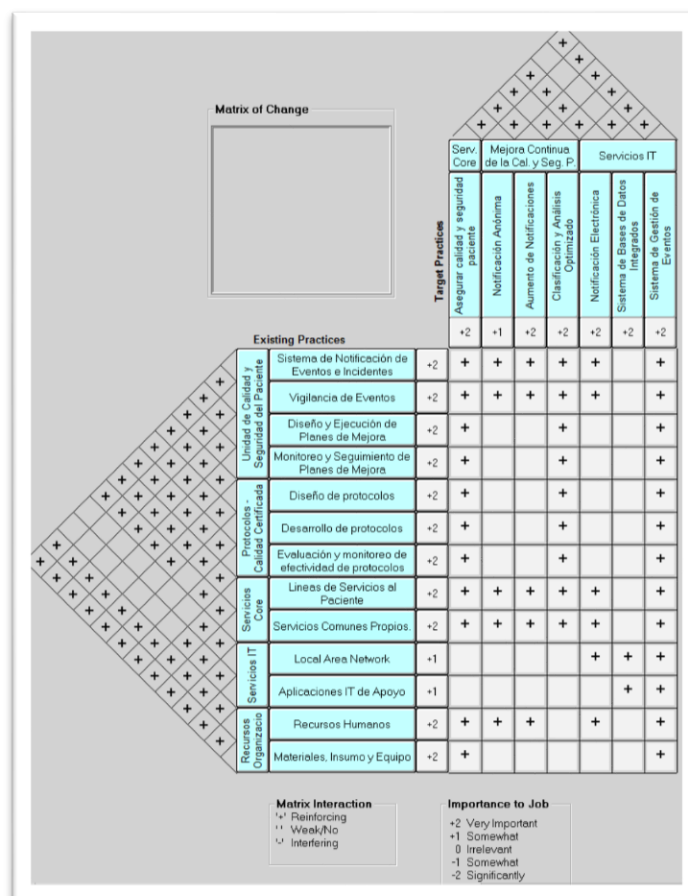 Matrix of Change
Serv.
Core
Mejora Continua
de la Cal. y Seg. P.
Servicios IT
Target Practices
Asegurar calidad y seguridad
paciente
Notificación Anónima
Aumento de Notificaciones
Clasificación y Análisis
Optimizado
Notificación Electrónica
Sistema de Bases de Datos
Integrados
Sistema de Gestión de
Eventos
+2 +1 +2 +2 +2 +2 +2
Existing Practices
Unidad de Calidad y
Seguridad del Paciente
Sistema de Notificación de
Eventos e Incidentes
+2 + + + + + +
Vigilancia de Eventos
+2 + + + + + +
Diseño y Ejecución de
Planes de Mejora
+2 + + +
Monitoreo y Seguimiento de
Planes de Mejora
+2 + + +
Protocolos -
Calidad Certificada
Diseño de protocolos
+2 + + +
Desarrollo de protocolos
+2 + + +
Evaluación y monitoreo de
efectividad de protocolos
+2 + + +
Servicios
Core
Lineas de Servicios al
Paciente
+2 + + + + + +
Servicios Comunes Propios.
+2 + + + + + +
Servicios IT
Local Area Network
+1 + + +
Aplicaciones IT de Apoyo
+1 + +
Recursos
Organizacio
Recursos Humanos
+2 + + + + +
Materiales, Insumo y Equipo
+2 + +
Matrix Interaction
'+' Reinforcing
' ' Weak/No
'-' Interfering
Importance to Job
+2 Very Important
+1 Somewhat
0 Irrelevant
-1 Somewhat
-2 Significantly